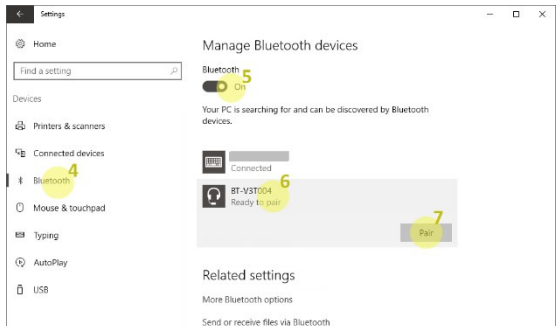 Settings
Home
Find a setting
Devices
Printers & scanners
Connected devices
4
Bluetooth
Mouse & touchpad
Typing
AutoPlay
USB
Manage Bluetooth devices
Bluetooth
5
On
Your PC is searching for and can be discovered by Bluetooth
devices.
Connected
6
BT-V3T004
Ready to pair
7
Pair
Related settings
More Bluetooth options
Send or receive files via Bluetooth